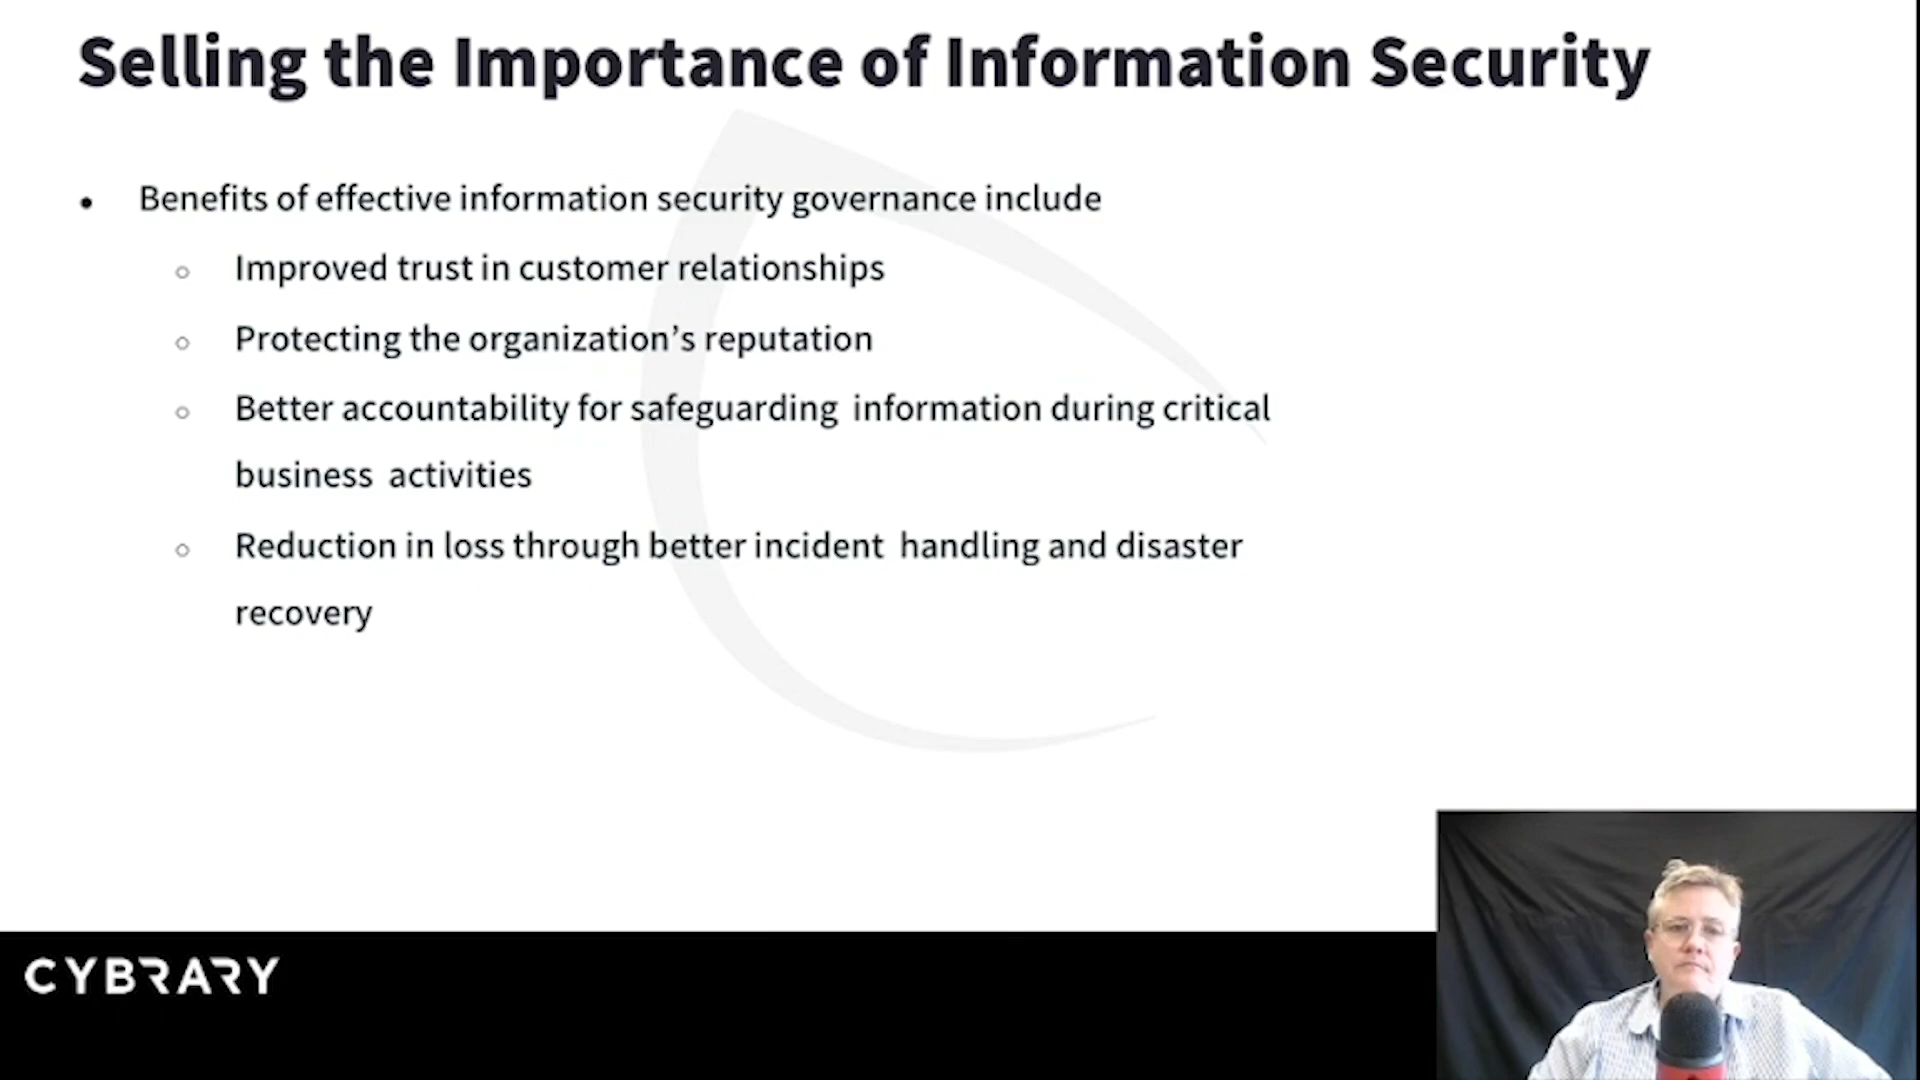 Selling the Importance of Information Security
• Benefits of effective information security governance include
○ Improved trust in customer relationships
○ Protecting the organization’s reputation
○ Better accountability for safeguarding information during critical
business activities
○ Reduction in loss through better incident handling and disaster
recovery
CYBRARY